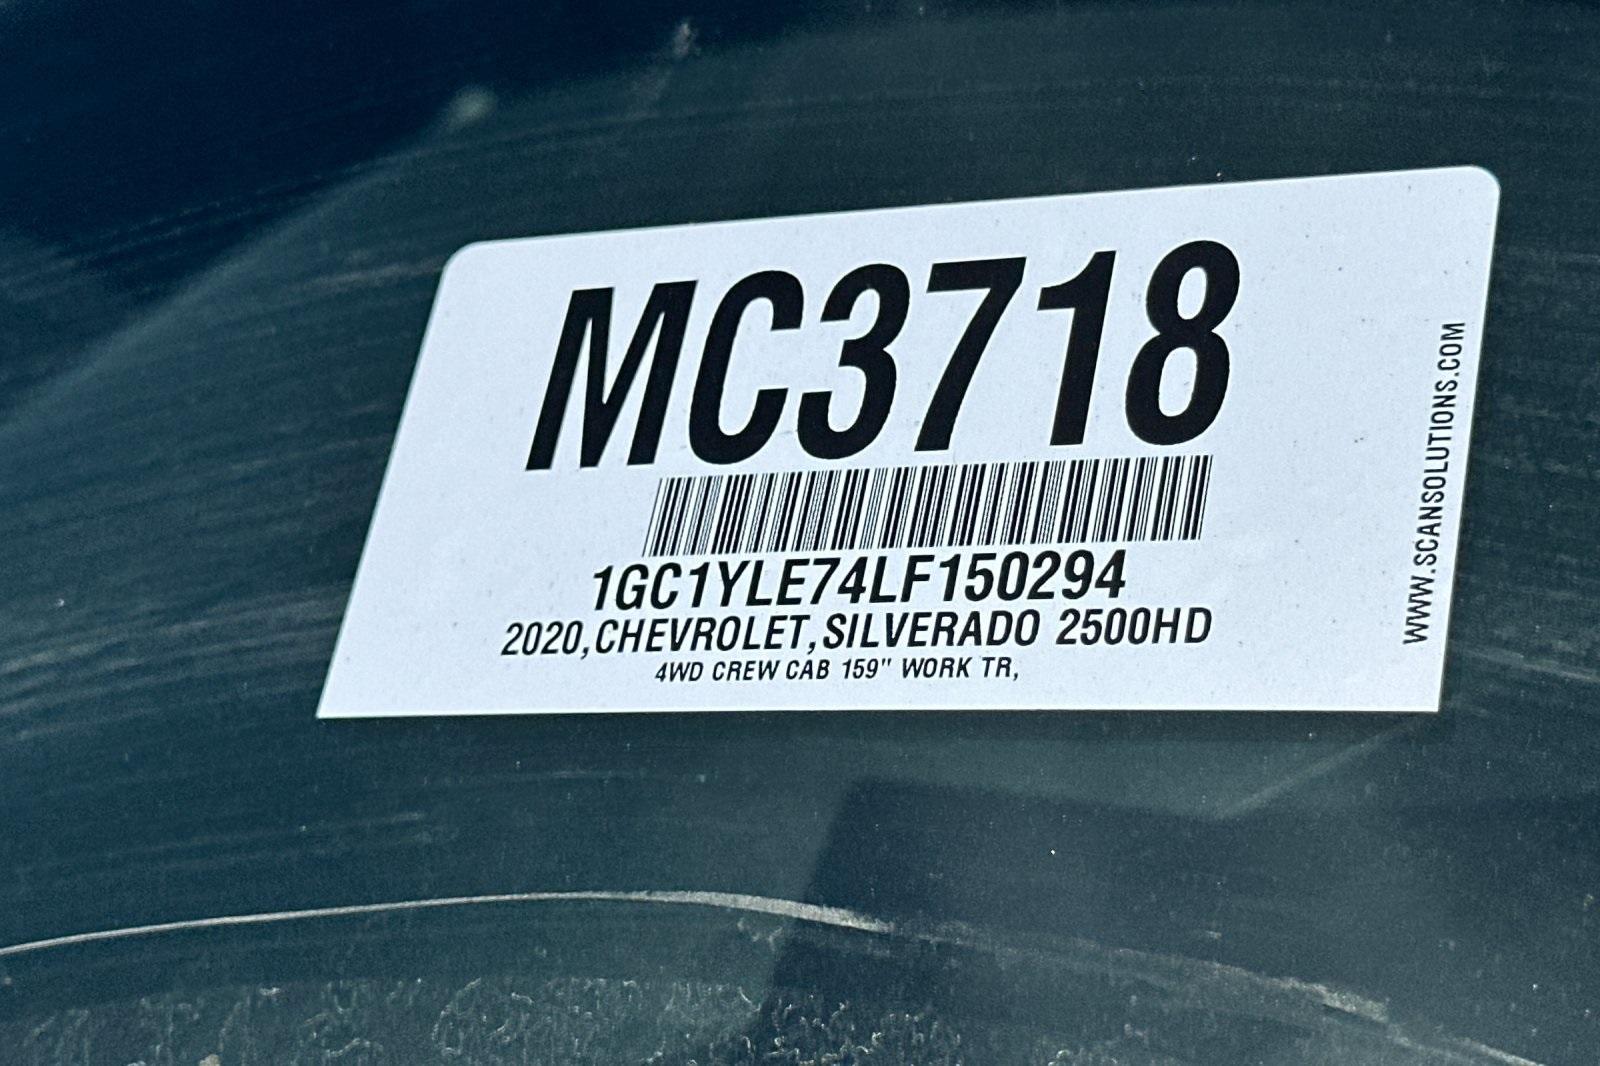 MC3718
1GC1YLE74LF150294
2020,CHEVROLET,SILVERADO 2500HD
4WD CREW CAB 159" WORK TR,
WWW.SCANSOLUTIONS.COM